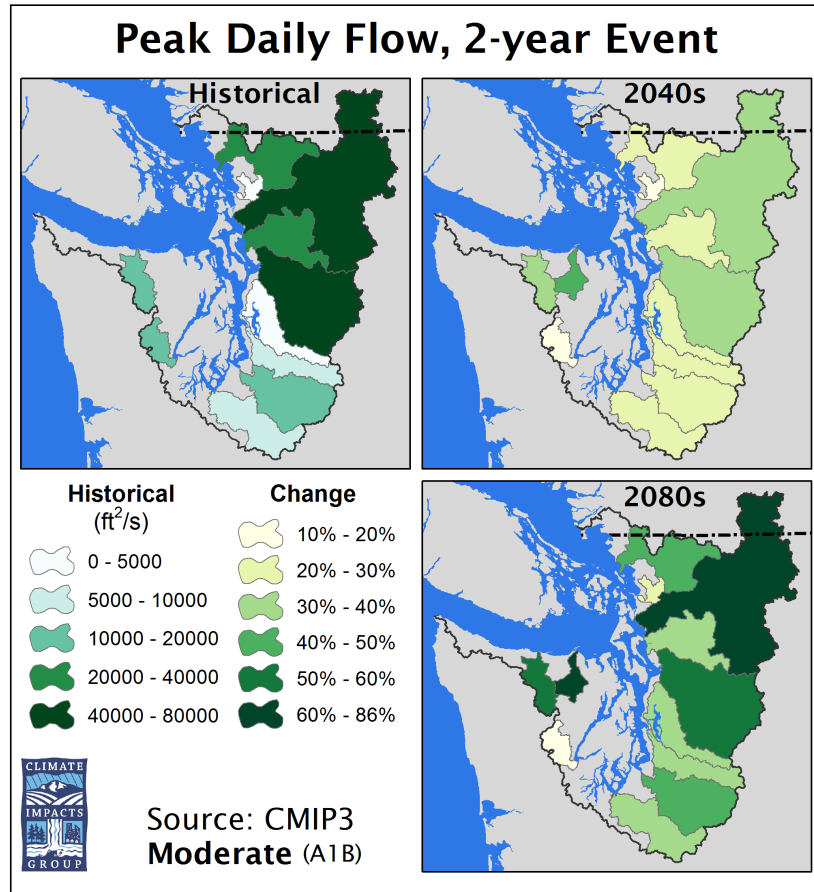 Peak Daily Flow, 2-year Event
Historical
2040s
Historical
(ft²/s)
0 - 5000
5000 - 10000
10000 - 20000
20000 - 40000
40000 - 80000
Change
10% - 20%
20% - 30%
30% - 40%
40% - 50%
50% - 60%
60% - 86%
2080s
CLIMATE
IMPACTS
GROUP
Source: CMIP3
Moderate (A1B)